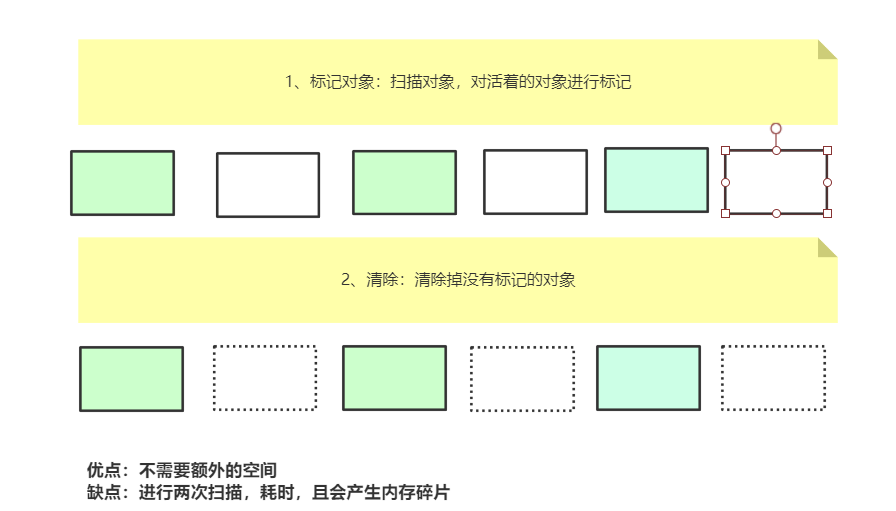 1、标记对象：扫描对象，对活着的对象进行标记
2、清除：清除掉没有标记的对象
优点：不需要额外的空间
缺点：进行两次扫描，耗时，且会产生内存碎片